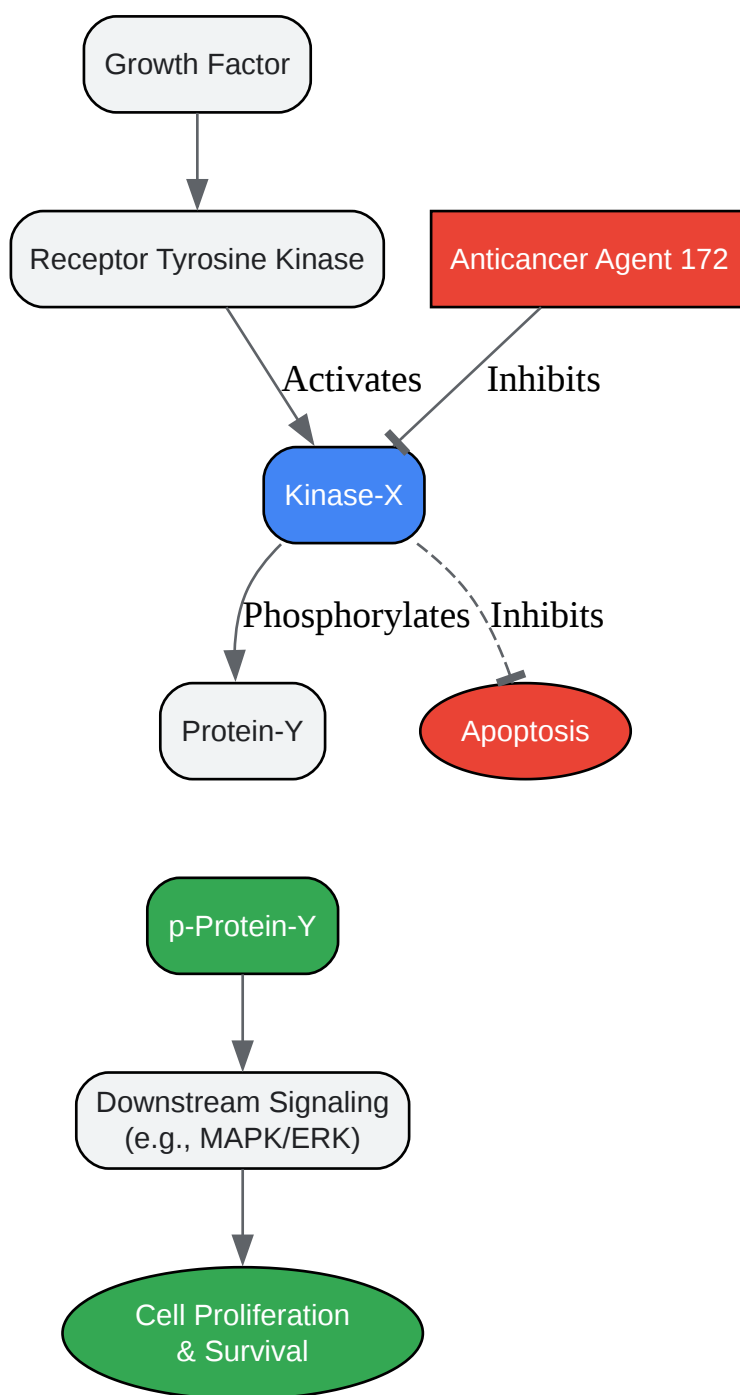 Growth Factor
Receptor Tyrosine Kinase
Anticancer Agent 172
Activates
Inhibits
Kinase-X
Phosphorylates
Inhibits
Protein-Y
Apoptosis
p-Protein-Y
Downstream Signaling
(e.g., MAPK/ERK)
Cell Proliferation
& Survival